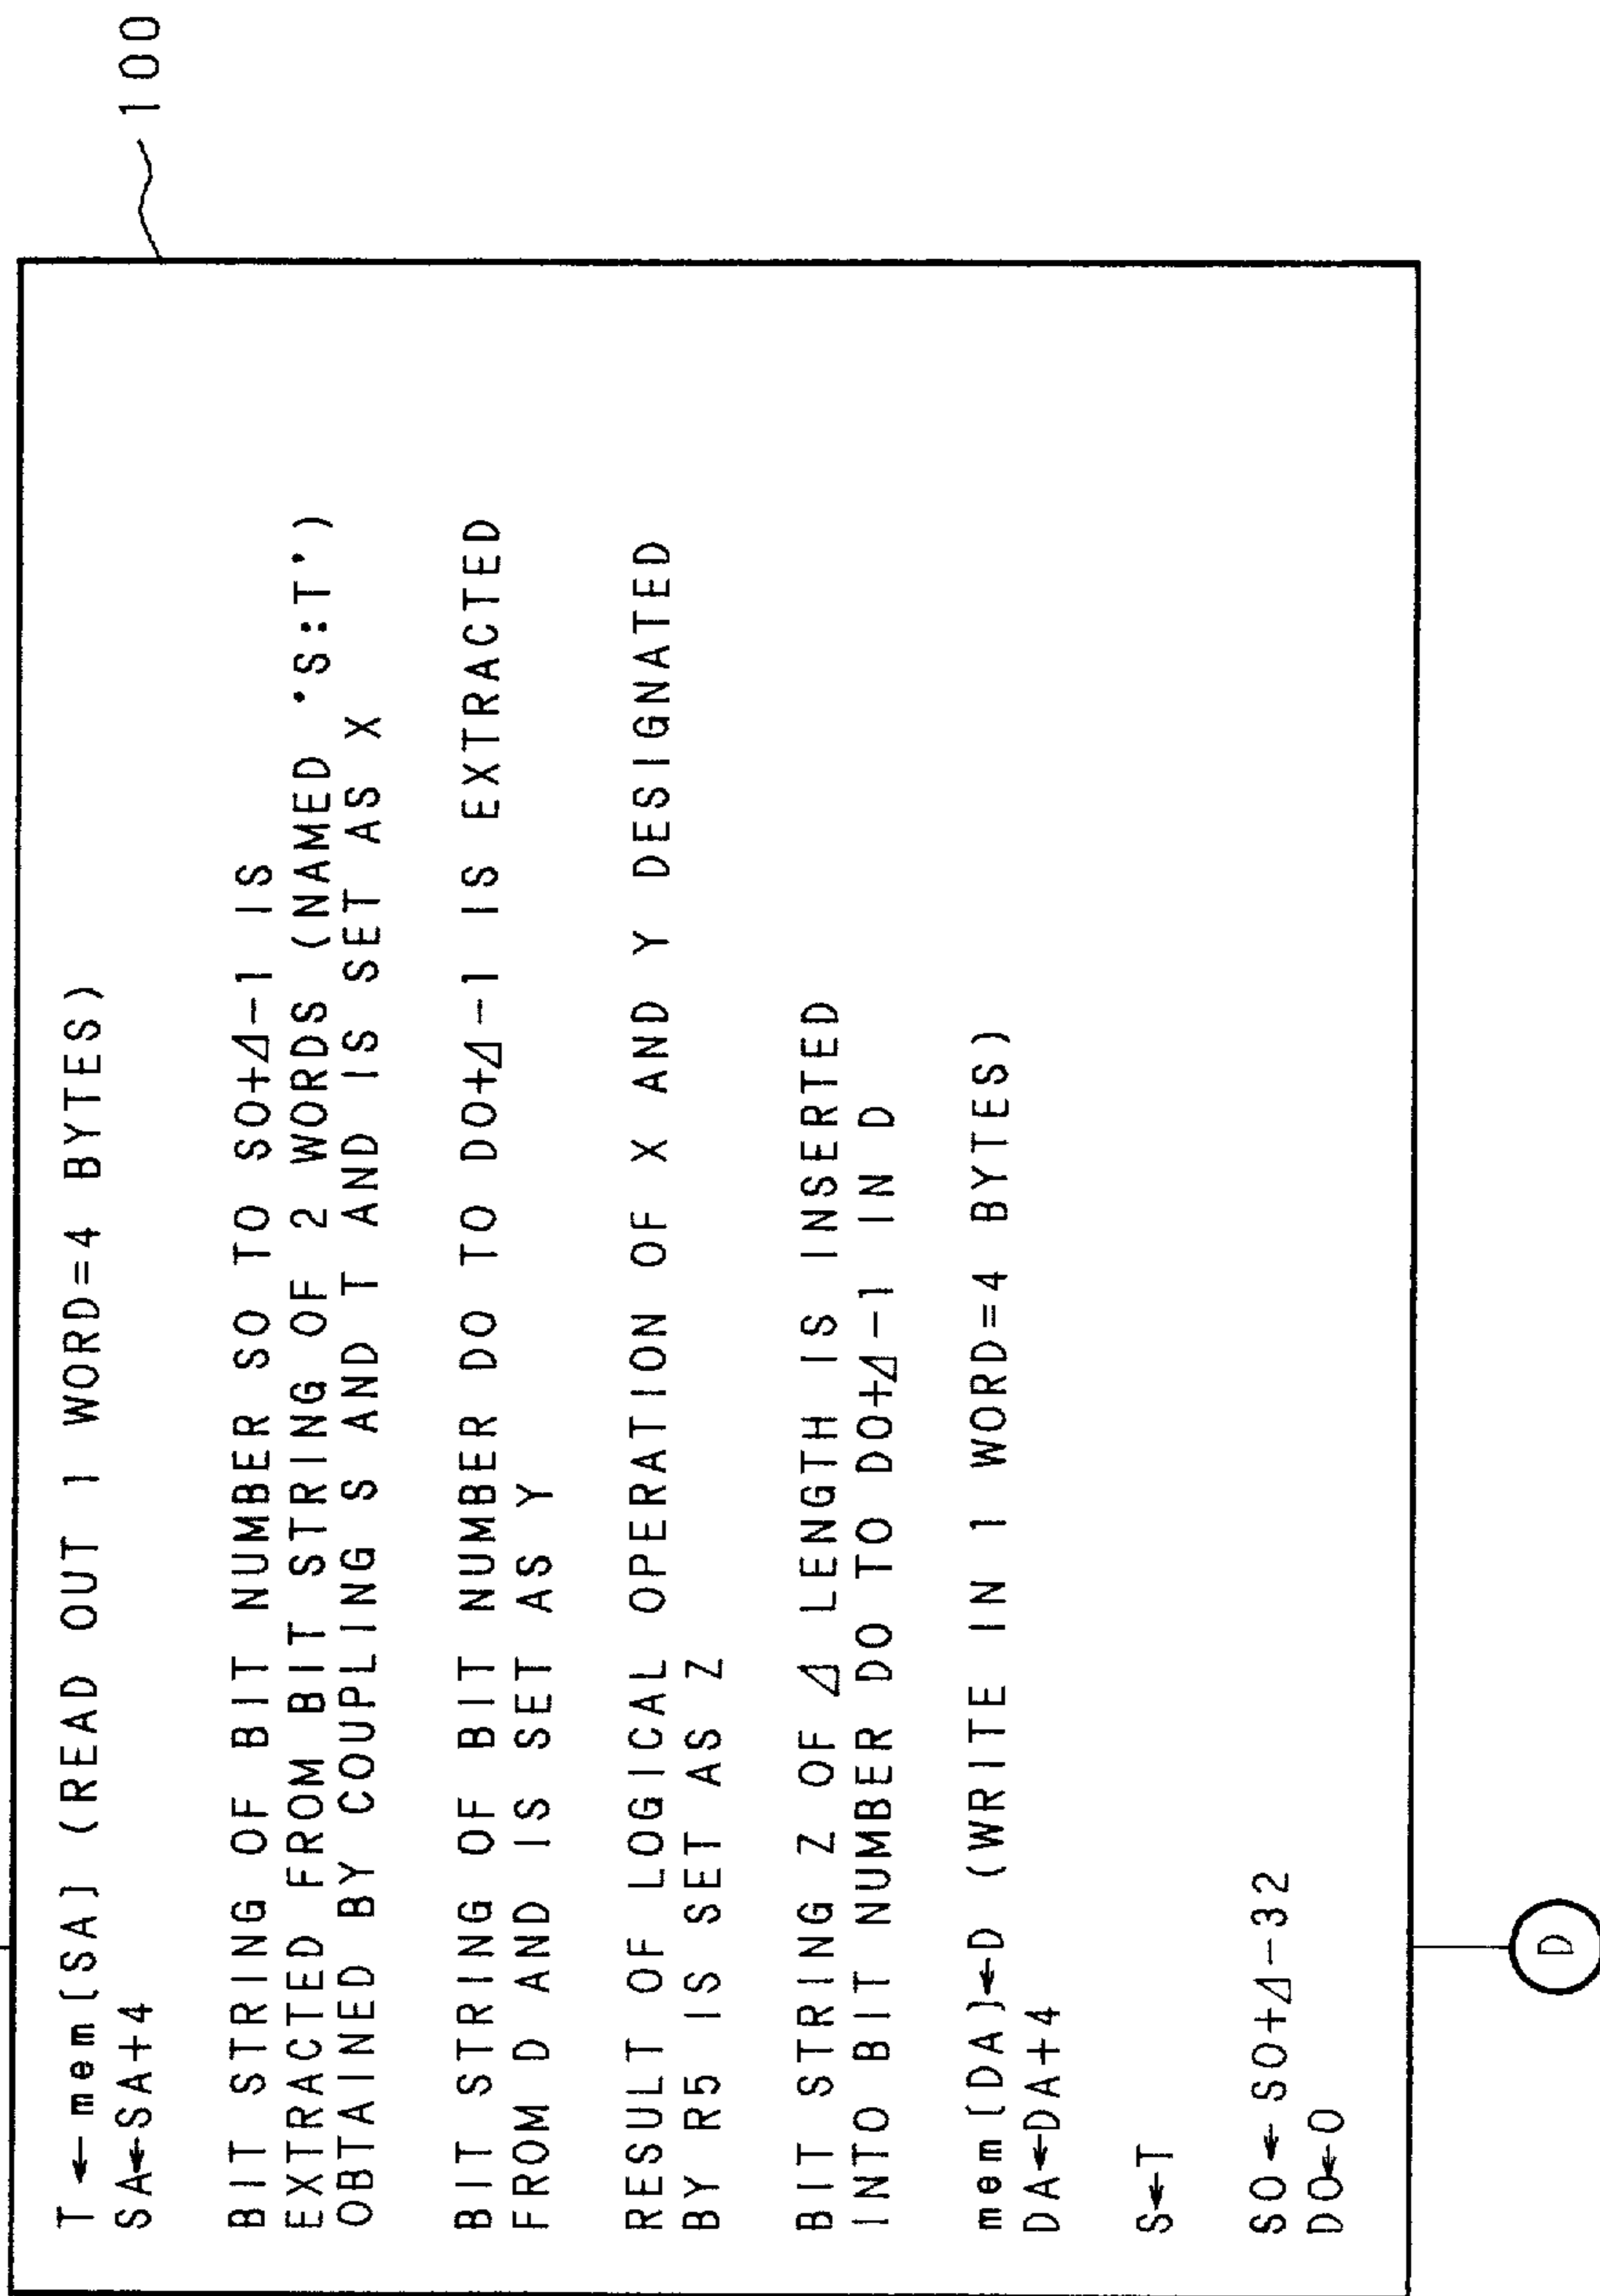 100
T←mem[SA] (READ OUT 1 WORD=4 BYTES)
SA←SA+4
BIT STRING OF BIT NUMBER SO TO SO+⊿-1 IS
EXTRACTED FROM BIT STRING OF 2 WORDS (NAMED 'S:T')
OBTAINED BY COUPLING S AND T AND IS SET AS X
BIT STRING OF BIT NUMBER DO TO DO+⊿-1 IS EXTRACTED
FROM D AND IS SET AS Y
RESULT OF LOGICAL OPERATION OF X AND Y DESIGNATED
BY R5 IS SET AS Z
BIT STRING Z OF ⊿ LENGTH IS INSERTED
INTO BIT NUMBER DO TO DO+⊿-1 IN D
mem[DA]←D (WRITE IN 1 WORD=4 BYTES)
DA←DA+4
S←T
SO←SO+⊿-32
DO←0
D